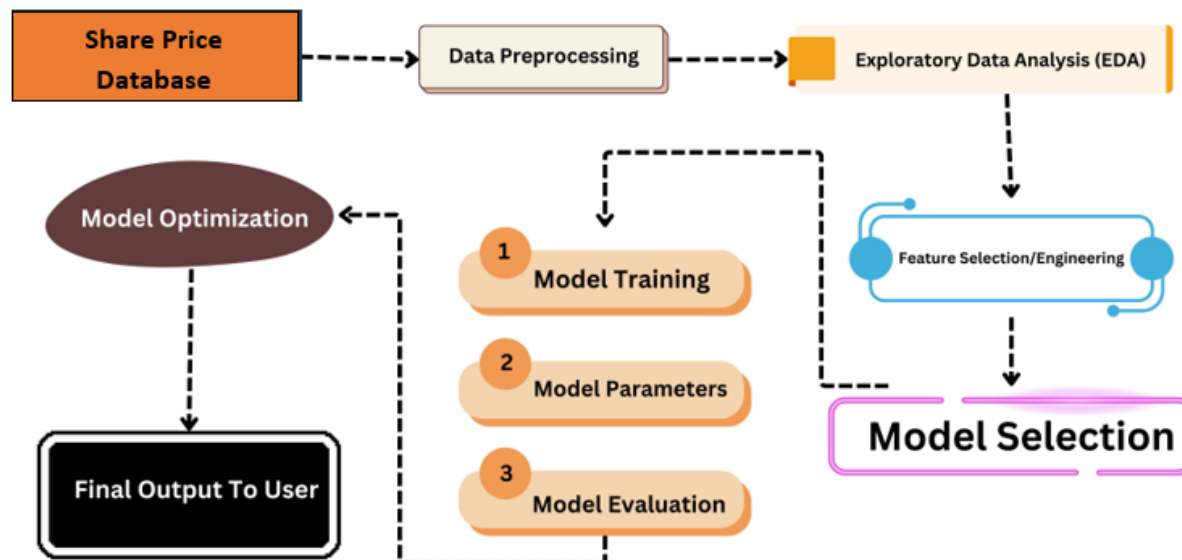 Share Price
Database
Data Preprocessing
Exploratory Data Analysis (EDA)
Feature Selection/Engineering
Model Selection
1
Model Training
2
Model Parameters
3
Model Evaluation
Model Optimization
Final Output To User